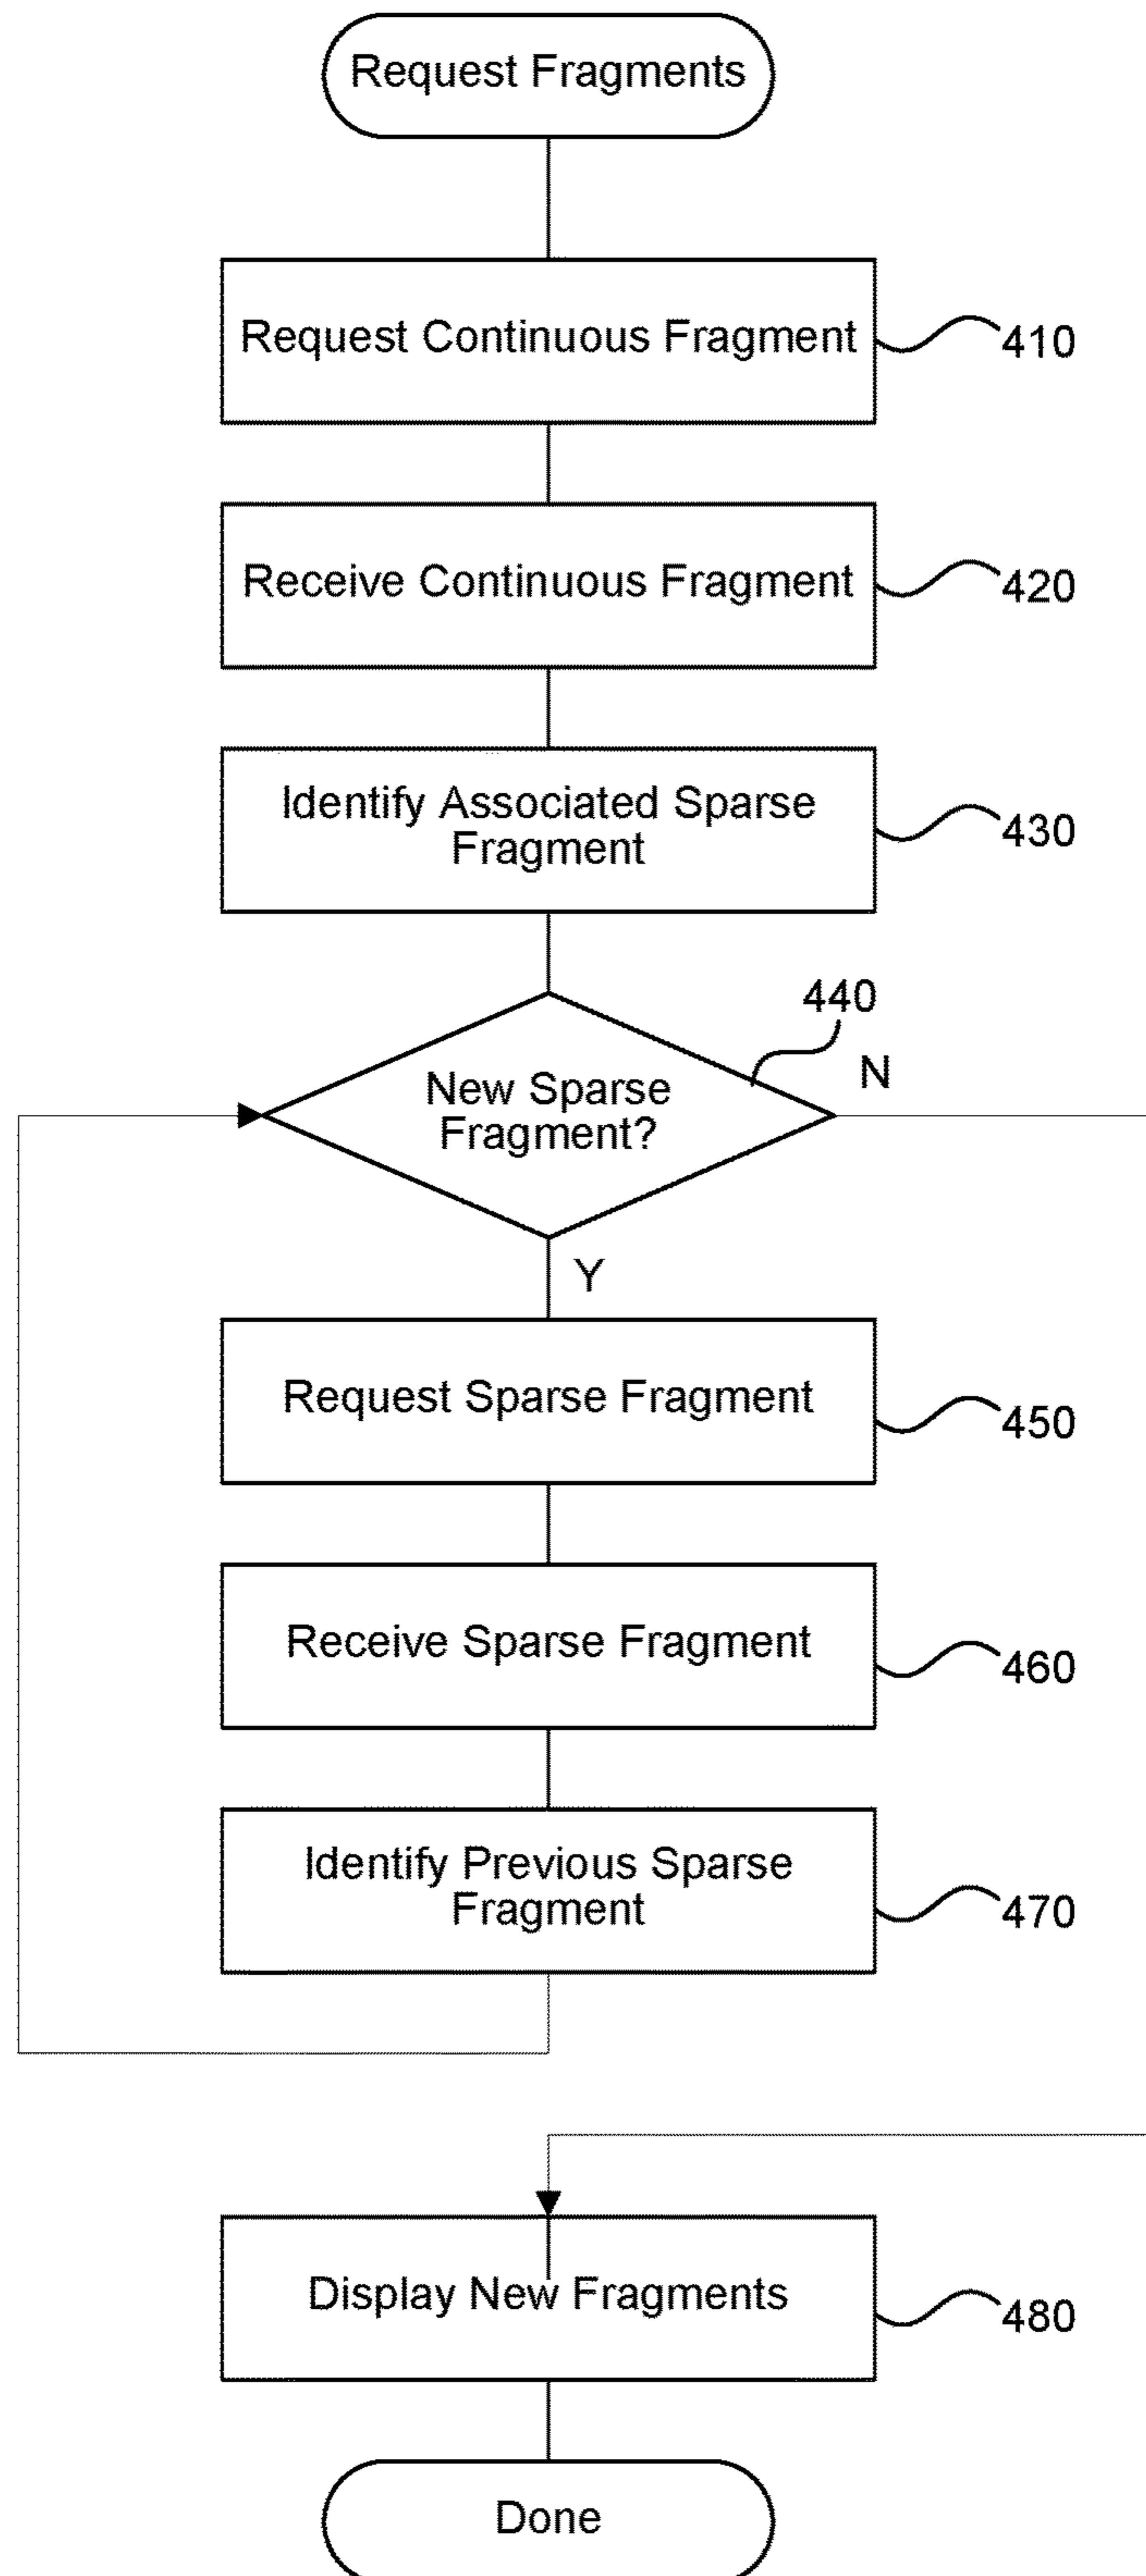 Request Fragments
Request Continuous Fragment
410
Receive Continuous Fragment
420
Identify Associated Sparse
Fragment
430
440
N
New Sparse
Fragment?
Y
Request Sparse Fragment
450
Receive Sparse Fragment
460
Identify Previous Sparse
Fragment
470
Display New Fragments
480
Done